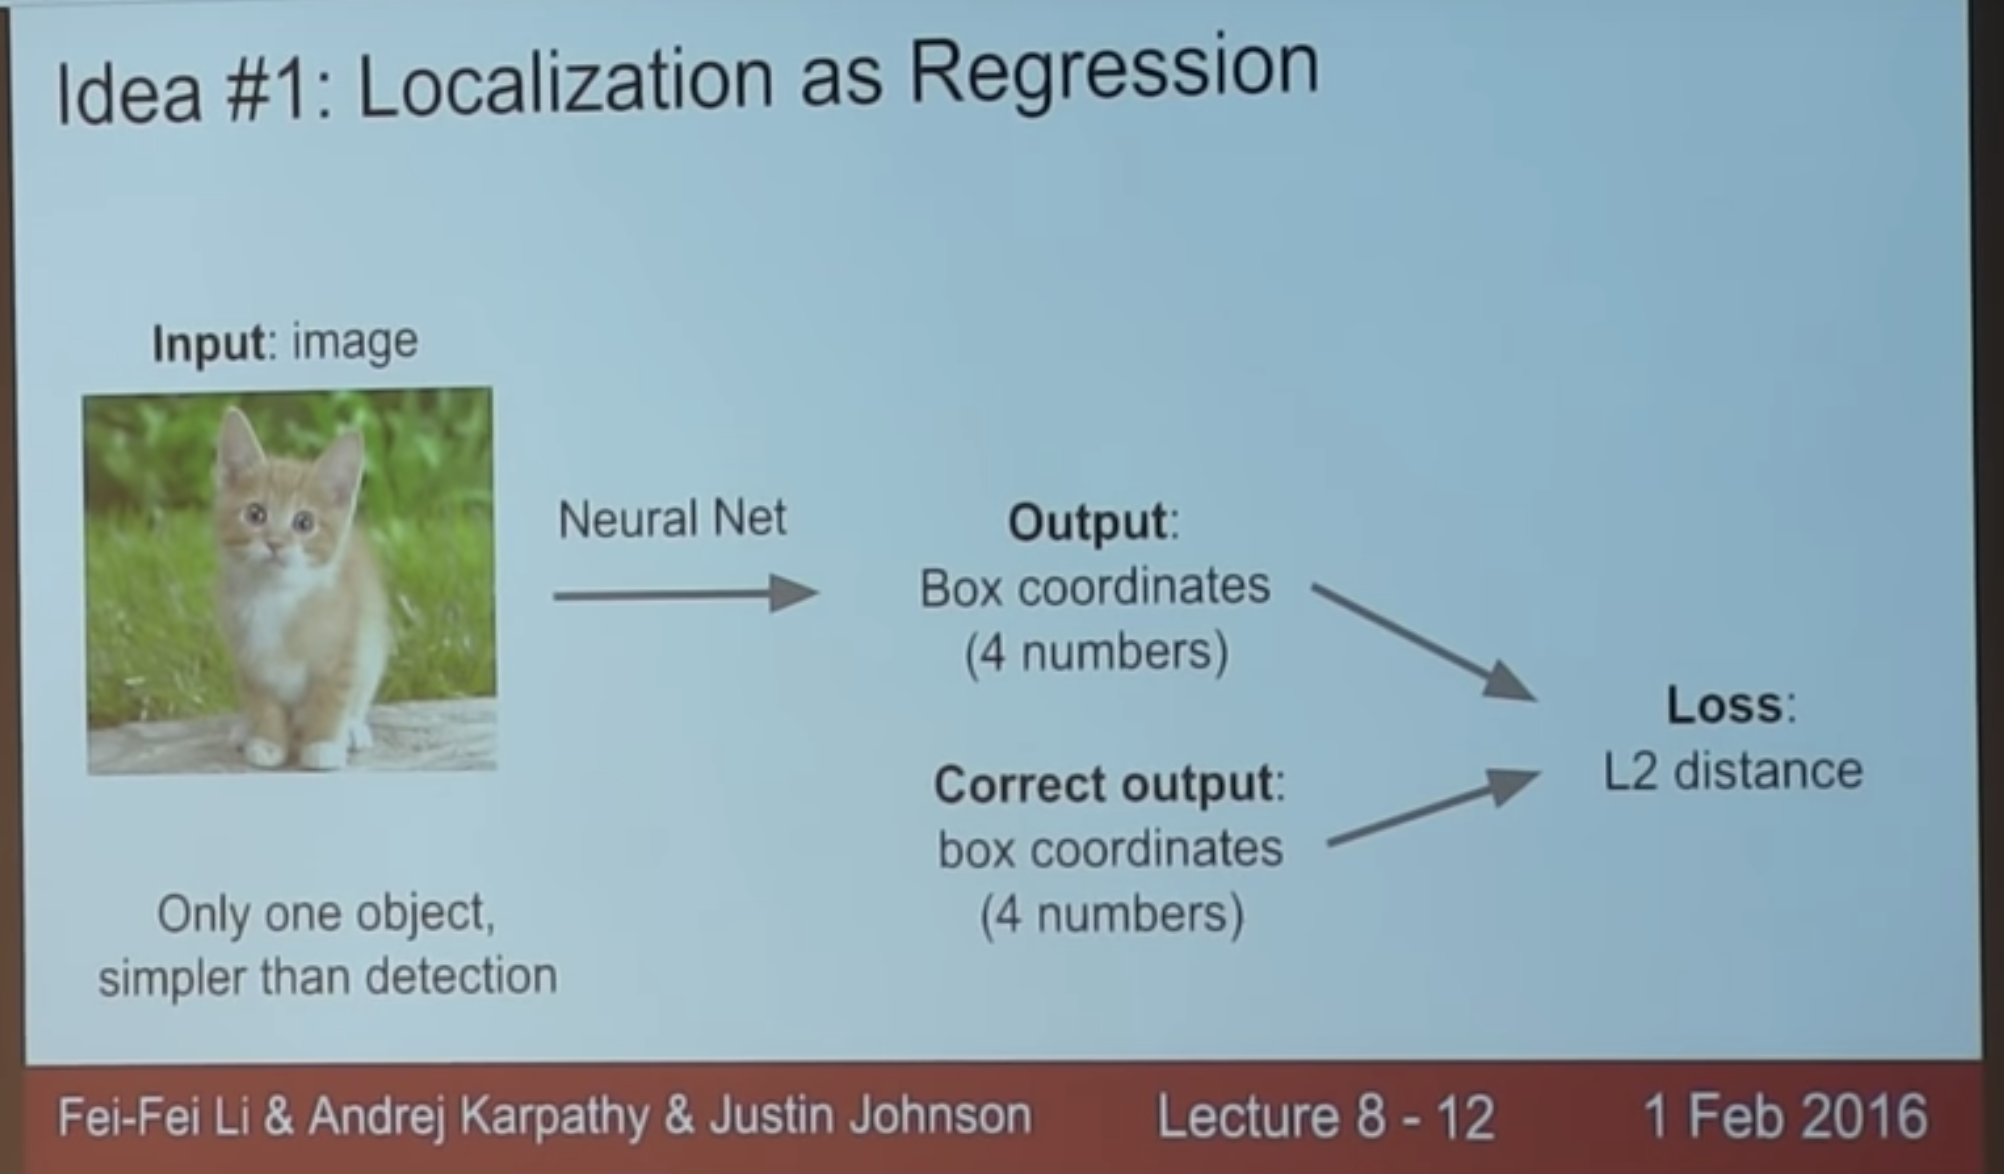 Idea #1: Localization as Regression
Input: image
Neural Net
Output:
Box coordinates
(4 numbers)
Correct output:
box coordinates
(4 numbers)
Loss:
L2 distance
Only one object,
simpler than detection
Fei-Fei Li & Andrej Karpathy & Justin Johnson
Lecture 8 - 12
1 Feb 2016